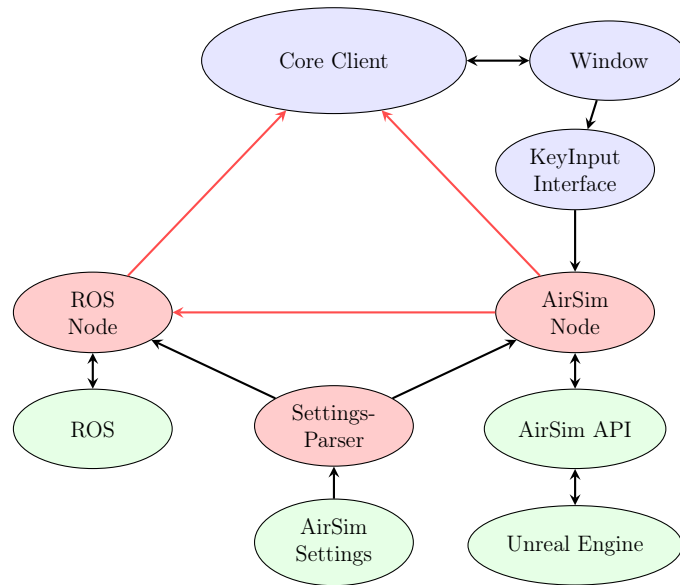 Core Client
Window
KeyInput
Interface
ROS
Node
AirSim
Node
Settings-
Parser
ROS
AirSim API
AirSim
Settings
Unreal Engine